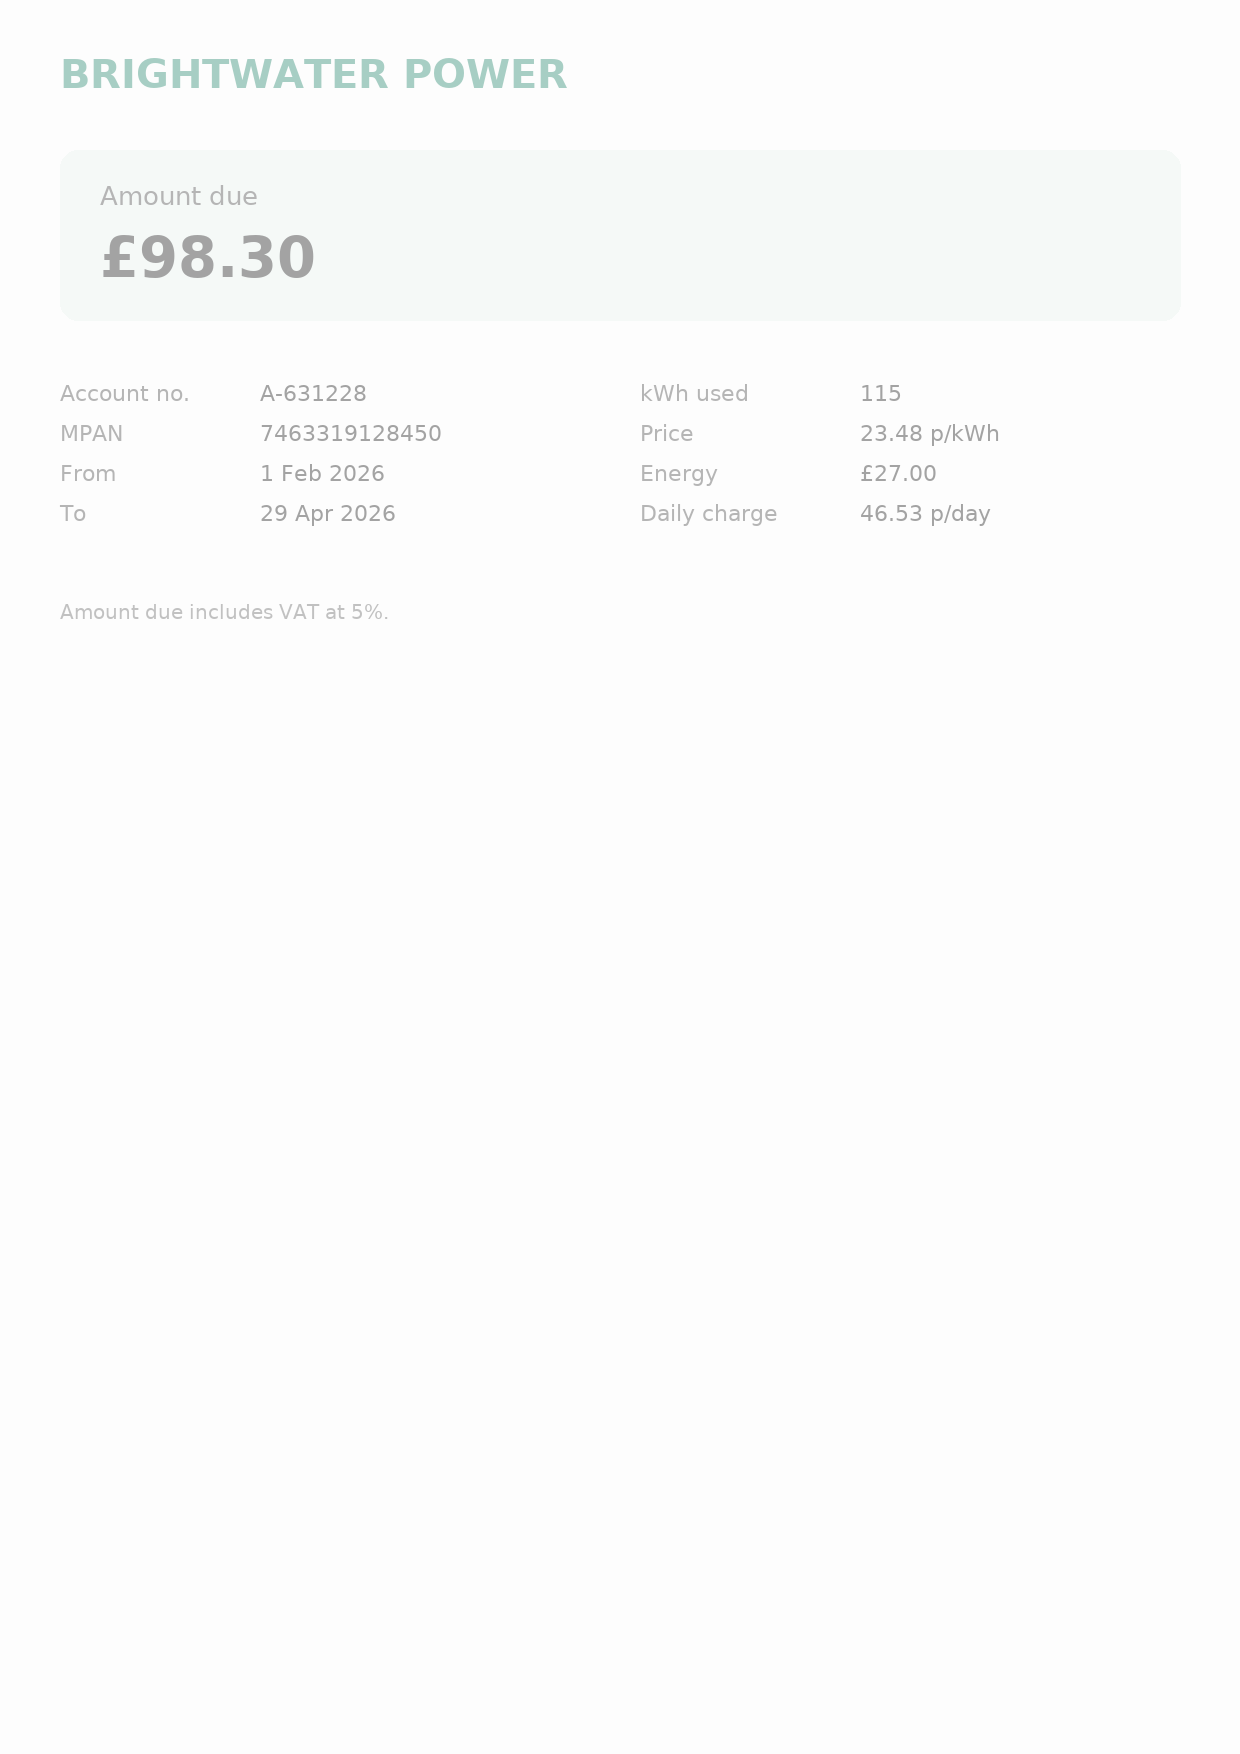 BRIGHTWATER POWER
Amount due
£98.30
Account no. A-631228 kWh used 115
MPAN 7463319128450 Price 23.48 p/kWh
From 1 Feb 2026 Energy £27.00
To 29 Apr 2026 Daily charge 46.53 p/day
Amount due includes VAT at 5%.